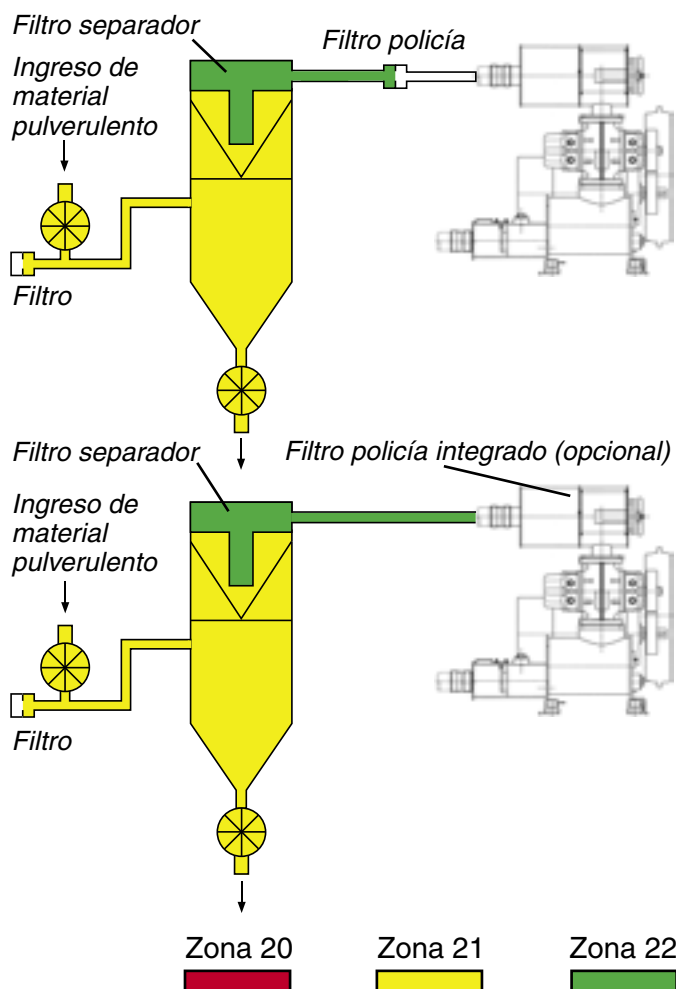 Filtro separador
Filtro policía
Ingreso de
material
pulverulento
Filtro
Filtro separador
Filtro policía integrado (opcional)
Ingreso de
material
pulverulento
Filtro
Zona 20
Zona 21
Zona 22